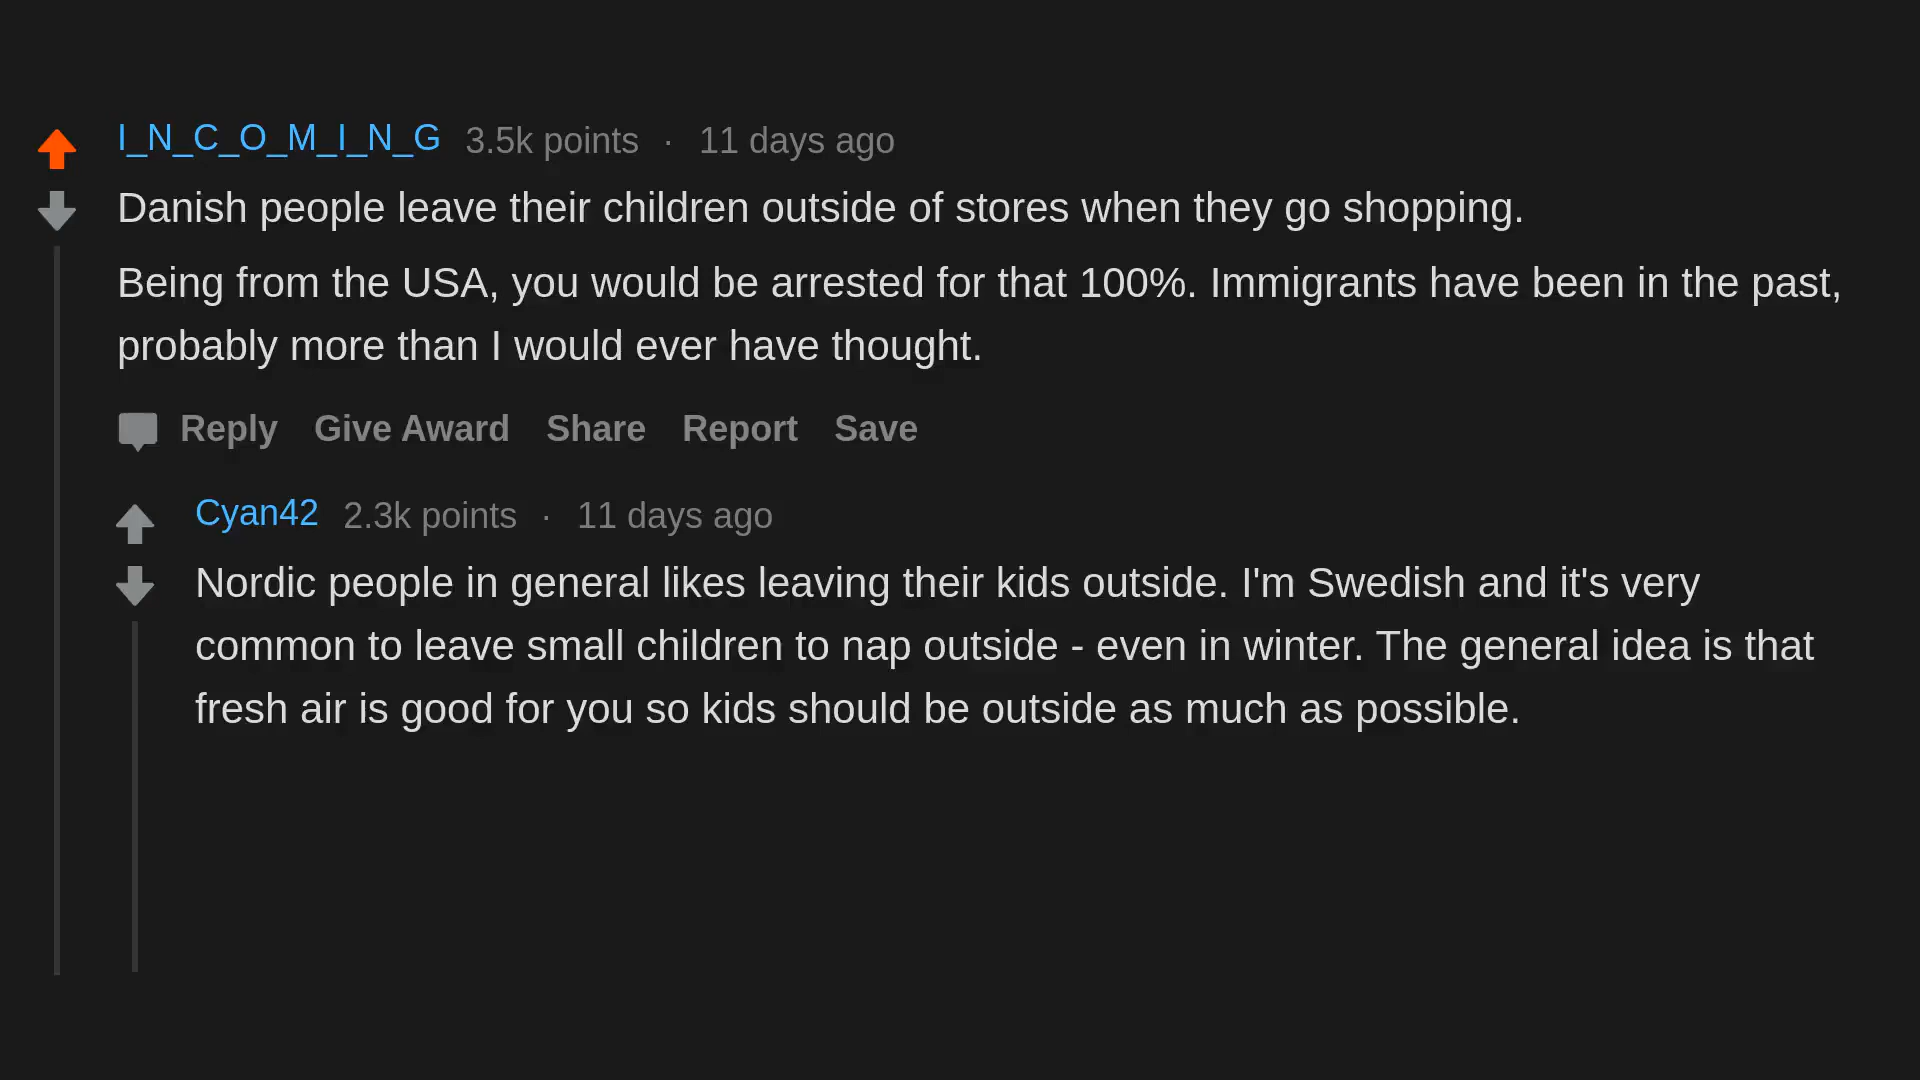 I_N_C_O_M_I_N_G 3.5k points · 11 days ago
Danish people leave their children outside of stores when they go shopping.
Being from the USA, you would be arrested for that 100%. Immigrants have been in the past,
probably more than I would ever have thought.
Reply Give Award Share Report Save
Cyan42 2.3k points · 11 days ago
Nordic people in general likes leaving their kids outside. I'm Swedish and it's very
common to leave small children to nap outside - even in winter. The general idea is that
fresh air is good for you so kids should be outside as much as possible.